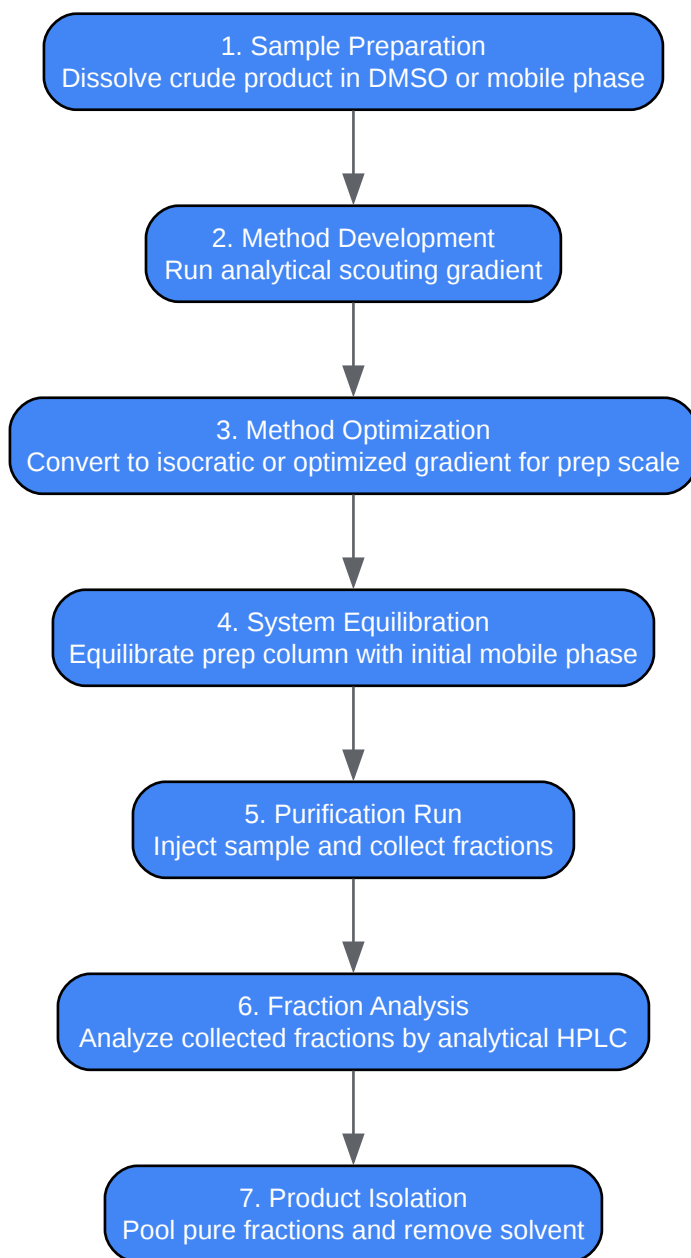 1. Sample Preparation
Dissolve crude product in DMSO or mobile phase
2. Method Development
Run analytical scouting gradient
3. Method Optimization
Convert to isocratic or optimized gradient for prep scale
4. System Equilibration
Equilibrate prep column with initial mobile phase
5. Purification Run
Inject sample and collect fractions
6. Fraction Analysis
Analyze collected fractions by analytical HPLC
7. Product Isolation
Pool pure fractions and remove solvent